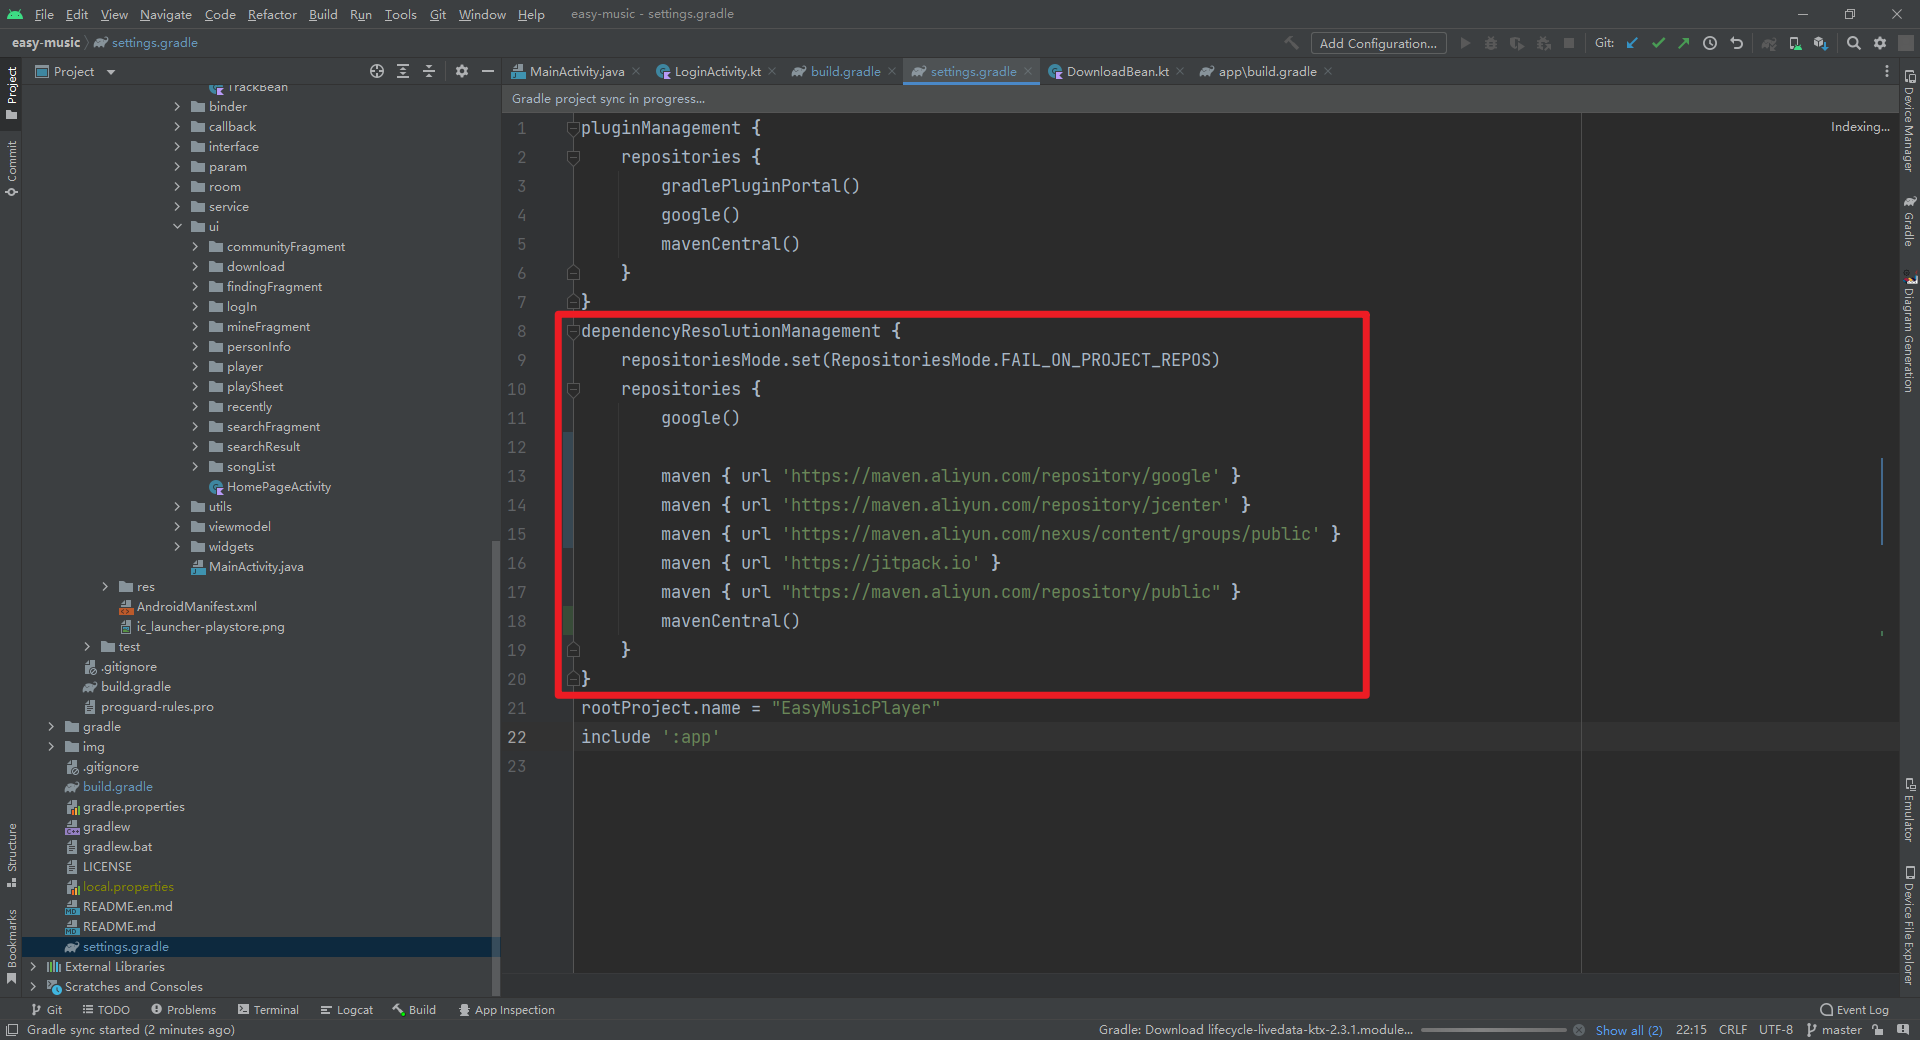 File Edit View Navigate Code Refactor Build Run Tools Git Window Help easy-music - settings.gradle
easy-music settings.gradle
Add Configuration...
Git:
Project
MainActivity.java
LoginActivity.kt
build.gradle
settings.gradle
DownloadBean.kt
app\build.gradle
Gradle project sync in progress...
Indexing...
Project
Commit
Structure
Bookmarks
TrackBean
binder
callback
interface
param
room
service
ui
communityFragment
download
findingFragment
logIn
mineFragment
personInfo
player
playSheet
recently
searchFragment
searchResult
songList
HomePageActivity
utils
viewmodel
widgets
MainActivity.java
res
AndroidManifest.xml
ic_launcher-playstore.png
test
.gitignore
build.gradle
proguard-rules.pro
gradle
img
.gitignore
build.gradle
gradle.properties
gradlew
gradlew.bat
LICENSE
local.properties
README.en.md
README.md
settings.gradle
External Libraries
Scratches and Consoles
1 pluginManagement {
2 repositories {
3 gradlePluginPortal()
4 google()
5 mavenCentral()
6 }
7 }
8 dependencyResolutionManagement {
9 repositoriesMode.set(RepositoriesMode.FAIL_ON_PROJECT_REPOS)
10 repositories {
11 google()
12
13 maven { url 'https://maven.aliyun.com/repository/google' }
14 maven { url 'https://maven.aliyun.com/repository/jcenter' }
15 maven { url 'https://maven.aliyun.com/nexus/content/groups/public' }
16 maven { url 'https://jitpack.io' }
17 maven { url "https://maven.aliyun.com/repository/public" }
18 mavenCentral()
19 }
20 }
21 rootProject.name = "EasyMusicPlayer"
22 include ':app'
23
Device Manager
Gradle
Diagram Generation
Emulator
Device File Explorer
Git TODO Problems Terminal Logcat Build App Inspection Event Log
Gradle sync started (2 minutes ago) Gradle: Download lifecycle-livedata-ktx-2.3.1.module... Show all (2) 22:15 CRLF UTF-8 master